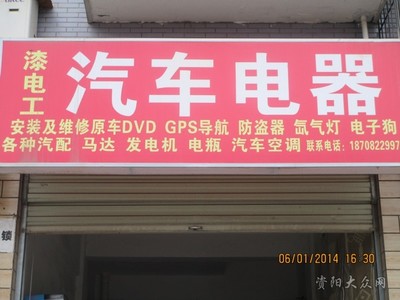 漆电工
汽车电器
安装及维修原车DVD GPS导航 防盗器 氙气灯 电子狗
各种汽配 马达 发电机 电瓶 汽车空调 联系电话:1870822997
锁
06/01/2014 16 30
资阳大众网